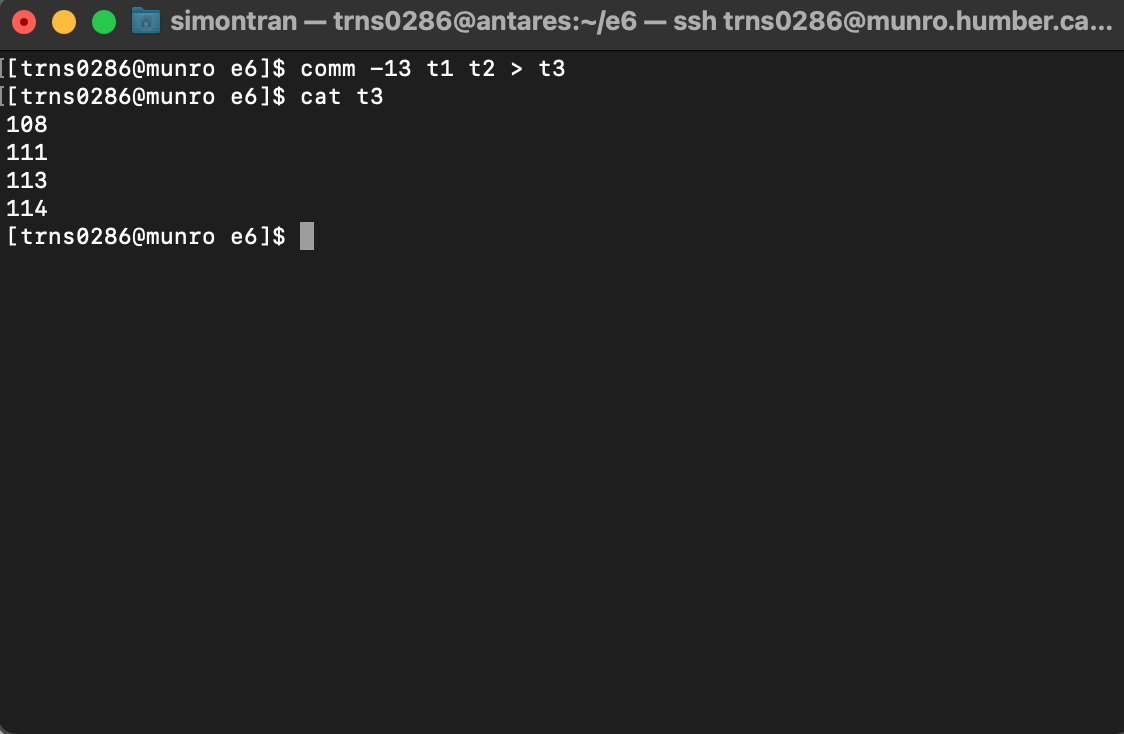 simontran — trns0286@antares:~/e6 — ssh trns0286@munro.humber.ca...
[[trns0286@munro e6]$ comm -13 t1 t2 > t3
[[trns0286@munro e6]$ cat t3
108
111
113
114
[trns0286@munro e6]$